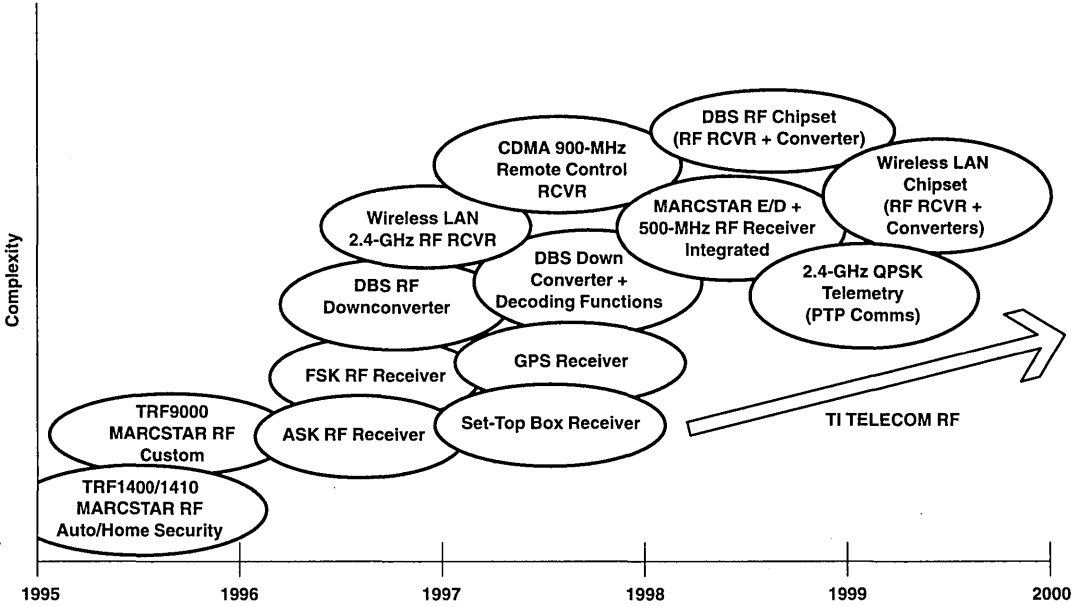 Complexity
DBS RF Chipset
(RF RCVR + Converter)
CDMA 900-MHz
Remote Control
RCVR
Wireless LAN
Chipset
(RF RCVR +
Converters)
Wireless LAN
2.4-GHz RF RCVR
MARCSTAR E/D +
500-MHz RF Receiver
Integrated
DBS Down
Converter +
Decoding Functions
2.4-GHz QPSK
Telemetry
(PTP Comms)
DBS RF
Downconverter
FSK RF Receiver
GPS Receiver
TRF9000
MARCSTAR RF
Custom
ASK RF Receiver
Set-Top Box Receiver
TI TELECOM RF
TRF1400/1410
MARCSTAR RF
Auto/Home Security
1995 1996 1997 1998 1999 2000